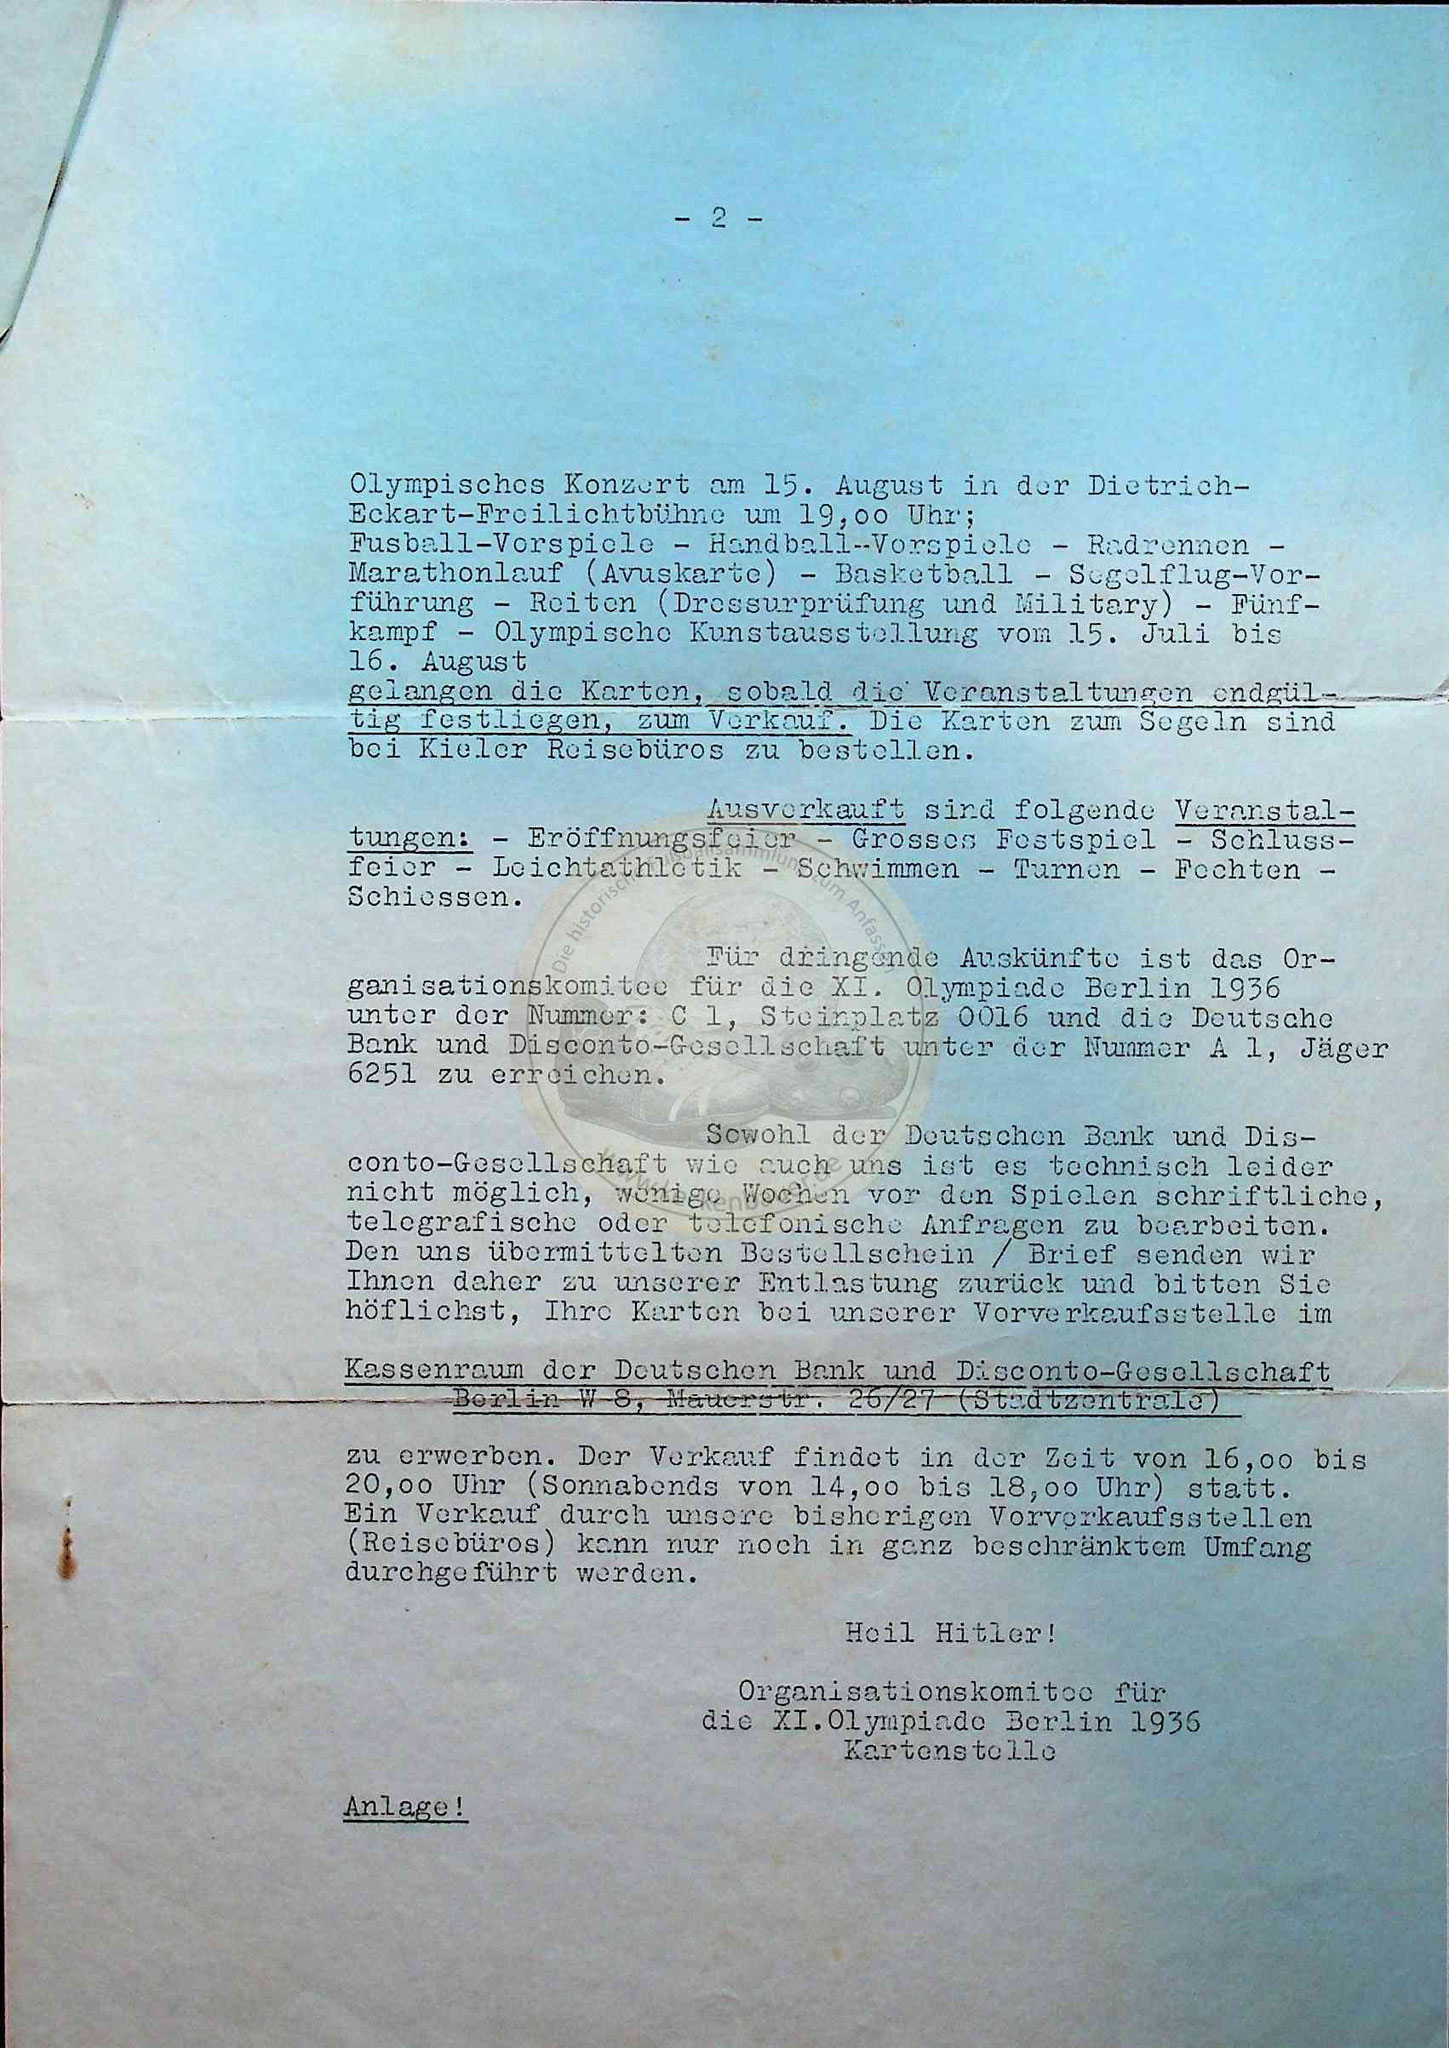 - 2 -
Olympisches Konzert am 15. August in der Dietrich-
Eckart-Freilichtbühne um 19,oo Uhr;
Fusball-Vorspiele - Handball--Vorspiele - Radrennen -
Marathonlauf (Avuskarte) - Basketball - Segelflug-Vor-
führung - Reiten (Dressurprüfung und Military) - Fünf-
kampf - Olympische Kunstausstellung vom 15. Juli bis
16. August
gelangen die Karten, sobald die Veranstaltungen endgül-
tig festliegen, zum Verkauf. Die Karten zum Segeln sind
bei Kieler Reisebüros zu bestellen.
Ausverkauft sind folgende Veranstal-
tungen: - Eröffnungsfeier - Grosses Festspiel - Schluss-
feier - Leichtathletik - Schwimmen - Turnen - Fechten -
Schiessen.
Die historische Fußballsammlung zum Anfassen
Für dringende Auskünfte ist das Or-
ganisationskomitee für die XI. Olympiade Berlin 1936
unter der Nummer: C 1, Steinplatz 0016 und die Deutsche
Bank und Disconto-Gesellschaft unter der Nummer A 1, Jäger
6251 zu erreichen.
Sowohl der Deutschen Bank und Dis-
conto-Gesellschaft wie auch uns ist es technisch leider
nicht möglich, wenige Wochen vor den Spielen schriftliche,
telegrafische oder telefonische Anfragen zu bearbeiten.
Den uns übermittelten Bestellschein / Brief senden wir
Ihnen daher zu unserer Entlastung zurück und bitten Sie
höflichst, Ihre Karten bei unserer Vorverkaufsstelle im
Kassenraum der Deutschen Bank und Disconto-Gesellschaft
Berlin W 8, Mauerstr. 26/27 (Stadtzentrale)
zu erwerben. Der Verkauf findet in der Zeit von 16,oo bis
20,oo Uhr (Sonnabends von 14,oo bis 18,oo Uhr) statt.
Ein Verkauf durch unsere bisherigen Vorverkaufsstellen
(Reisebüros) kann nur noch in ganz beschränktem Umfang
durchgeführt werden.
Heil Hitler!
Organisationskomitee für
die XI.Olympiade Berlin 1936
Kartenstelle
Anlage!